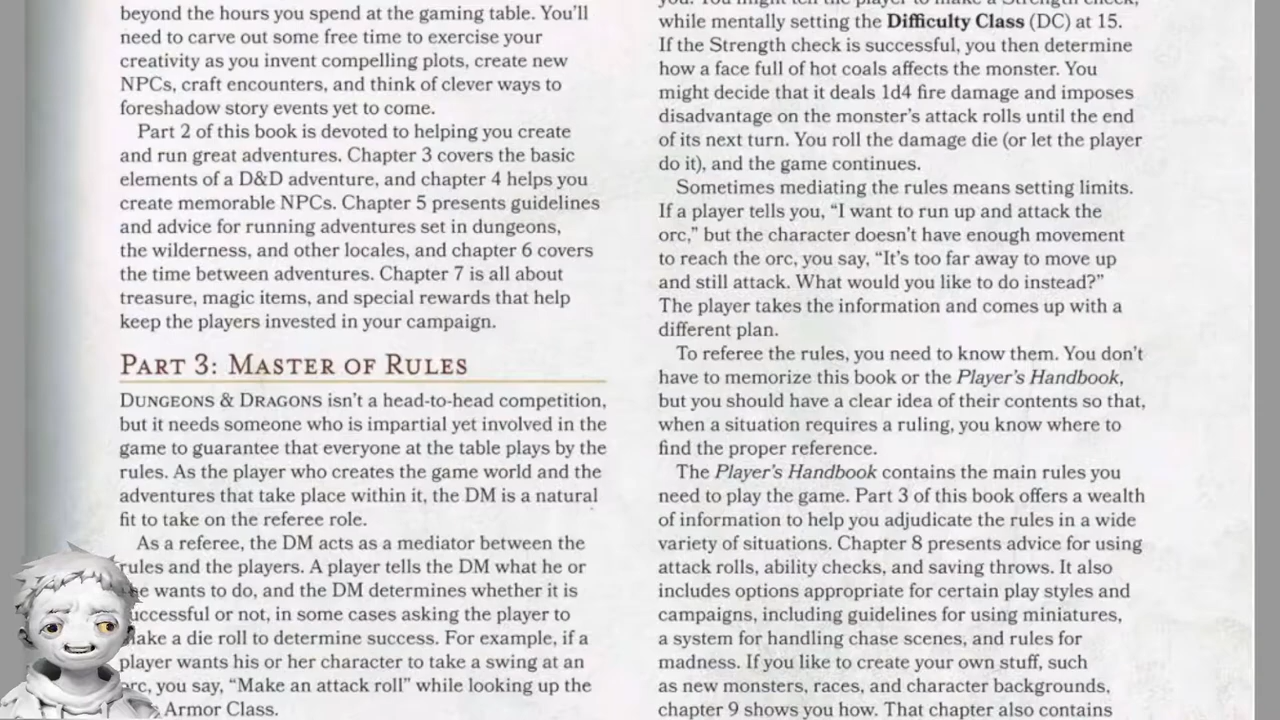 beyond the hours you spend at the gaming table. You'll
need to carve out some free time to exercise your
creativity as you invent compelling plots, create new
NPCs, craft encounters, and think of clever ways to
foreshadow story events yet to come.
Part 2 of this book is devoted to helping you create
and run great adventures. Chapter 3 covers the basic
elements of a D&D adventure, and chapter 4 helps you
create memorable NPCs. Chapter 5 presents guidelines
and advice for running adventures set in dungeons,
the wilderness, and other locales, and chapter 6 covers
the time between adventures. Chapter 7 is all about
treasure, magic items, and special rewards that help
keep the players invested in your campaign.
PART 3: MASTER OF RULES
DUNGEONS & DRAGONS isn't a head-to-head competition,
but it needs someone who is impartial yet involved in the
game to guarantee that everyone at the table plays by the
rules. As the player who creates the game world and the
adventures that take place within it, the DM is a natural
fit to take on the referee role.
As a referee, the DM acts as a mediator between the
rules and the players. A player tells the DM what he or
wants to do, and the DM determines whether it is
successful or not, in some cases asking the player to
make a die roll to determine success. For example, if a
player wants his or her character to take a swing at an
orc, you say, “Make an attack roll” while looking up the
Armor Class.
you. You might tell the player to make a Strength check,
while mentally setting the Difficulty Class (DC) at 15.
If the Strength check is successful, you then determine
how a face full of hot coals affects the monster. You
might decide that it deals 1d4 fire damage and imposes
disadvantage on the monster's attack rolls until the end
of its next turn. You roll the damage die (or let the player
do it), and the game continues.
Sometimes mediating the rules means setting limits.
If a player tells you, “I want to run up and attack the
orc,” but the character doesn't have enough movement
to reach the orc, you say, “It's too far away to move up
and still attack. What would you like to do instead?”
The player takes the information and comes up with a
different plan.
To referee the rules, you need to know them. You don't
have to memorize this book or the Player's Handbook,
but you should have a clear idea of their contents so that,
when a situation requires a ruling, you know where to
find the proper reference.
The Player's Handbook contains the main rules you
need to play the game. Part 3 of this book offers a wealth
of information to help you adjudicate the rules in a wide
variety of situations. Chapter 8 presents advice for using
attack rolls, ability checks, and saving throws. It also
includes options appropriate for certain play styles and
campaigns, including guidelines for using miniatures,
a system for handling chase scenes, and rules for
madness. If you like to create your own stuff, such
as new monsters, races, and character backgrounds,
chapter 9 shows you how. That chapter also contains